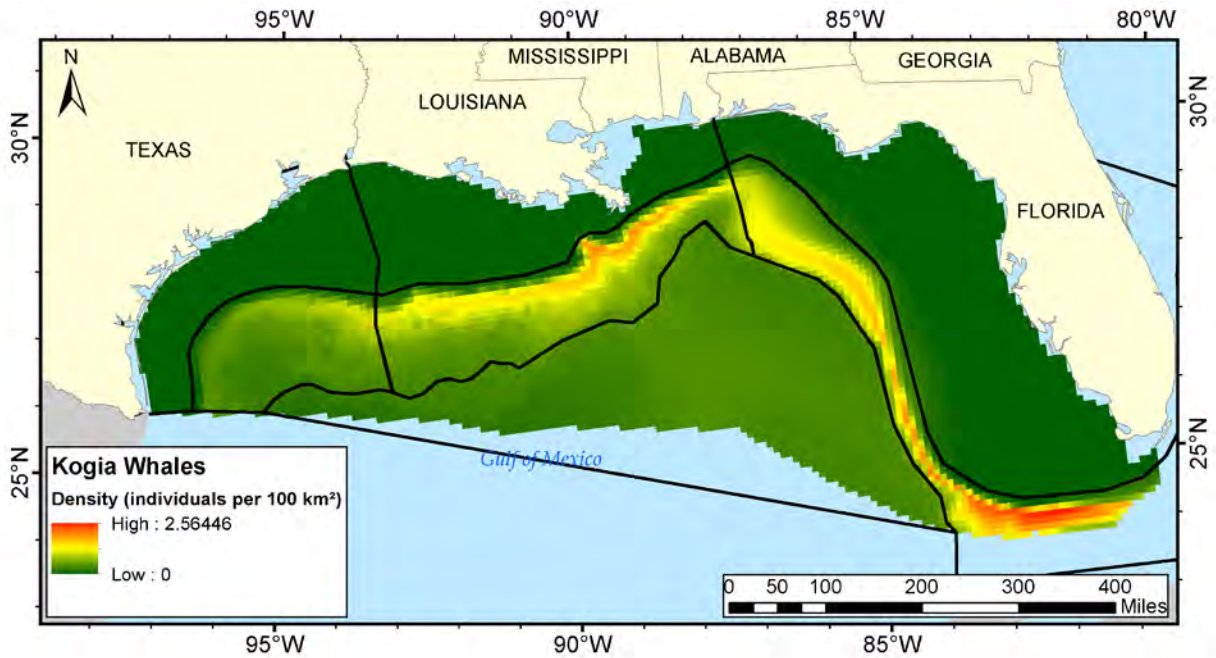 95°W 90°W 85°W 80°W
N
MISSISSIPPI ALABAMA GEORGIA
LOUISIANA
TEXAS
30°N 30°N
FLORIDA
25°N 25°N
Gulf of Mexico
Kogia Whales
Density (individuals per 100 km²)
High : 2.56446
Low : 0
0 50 100 200 300 400
Miles
95°W 90°W 85°W